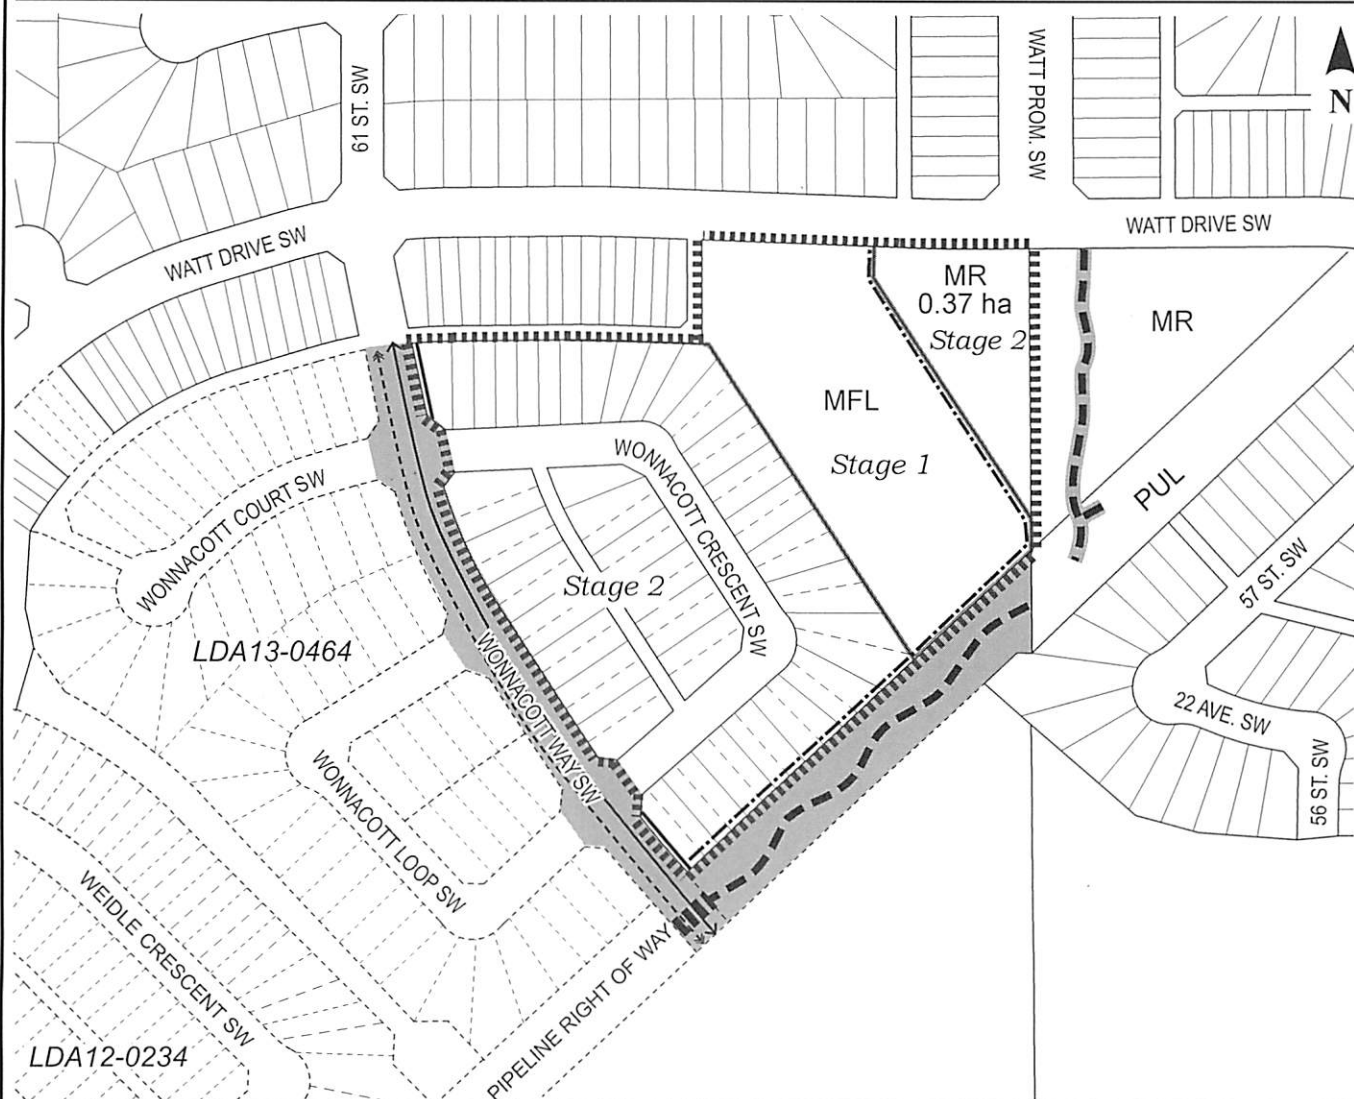 61 ST. SW
WATT PROM. SW
N
WATT DRIVE SW
WATT DRIVE SW
MR
0.37 ha
Stage 2
MR
MFL
Stage 1
PUL
WONNACOTT CRESCENT SW
WONNACOTT COURT SW
Stage 2
57 ST. SW
LDA13-0464
WONNACOTT WAY SW
22 AVE. SW
56 ST. SW
WONNACOTT LOOP SW
WEIDLE CRESCENT SW
PIPELINE RIGHT OF WAY
LDA12-0234